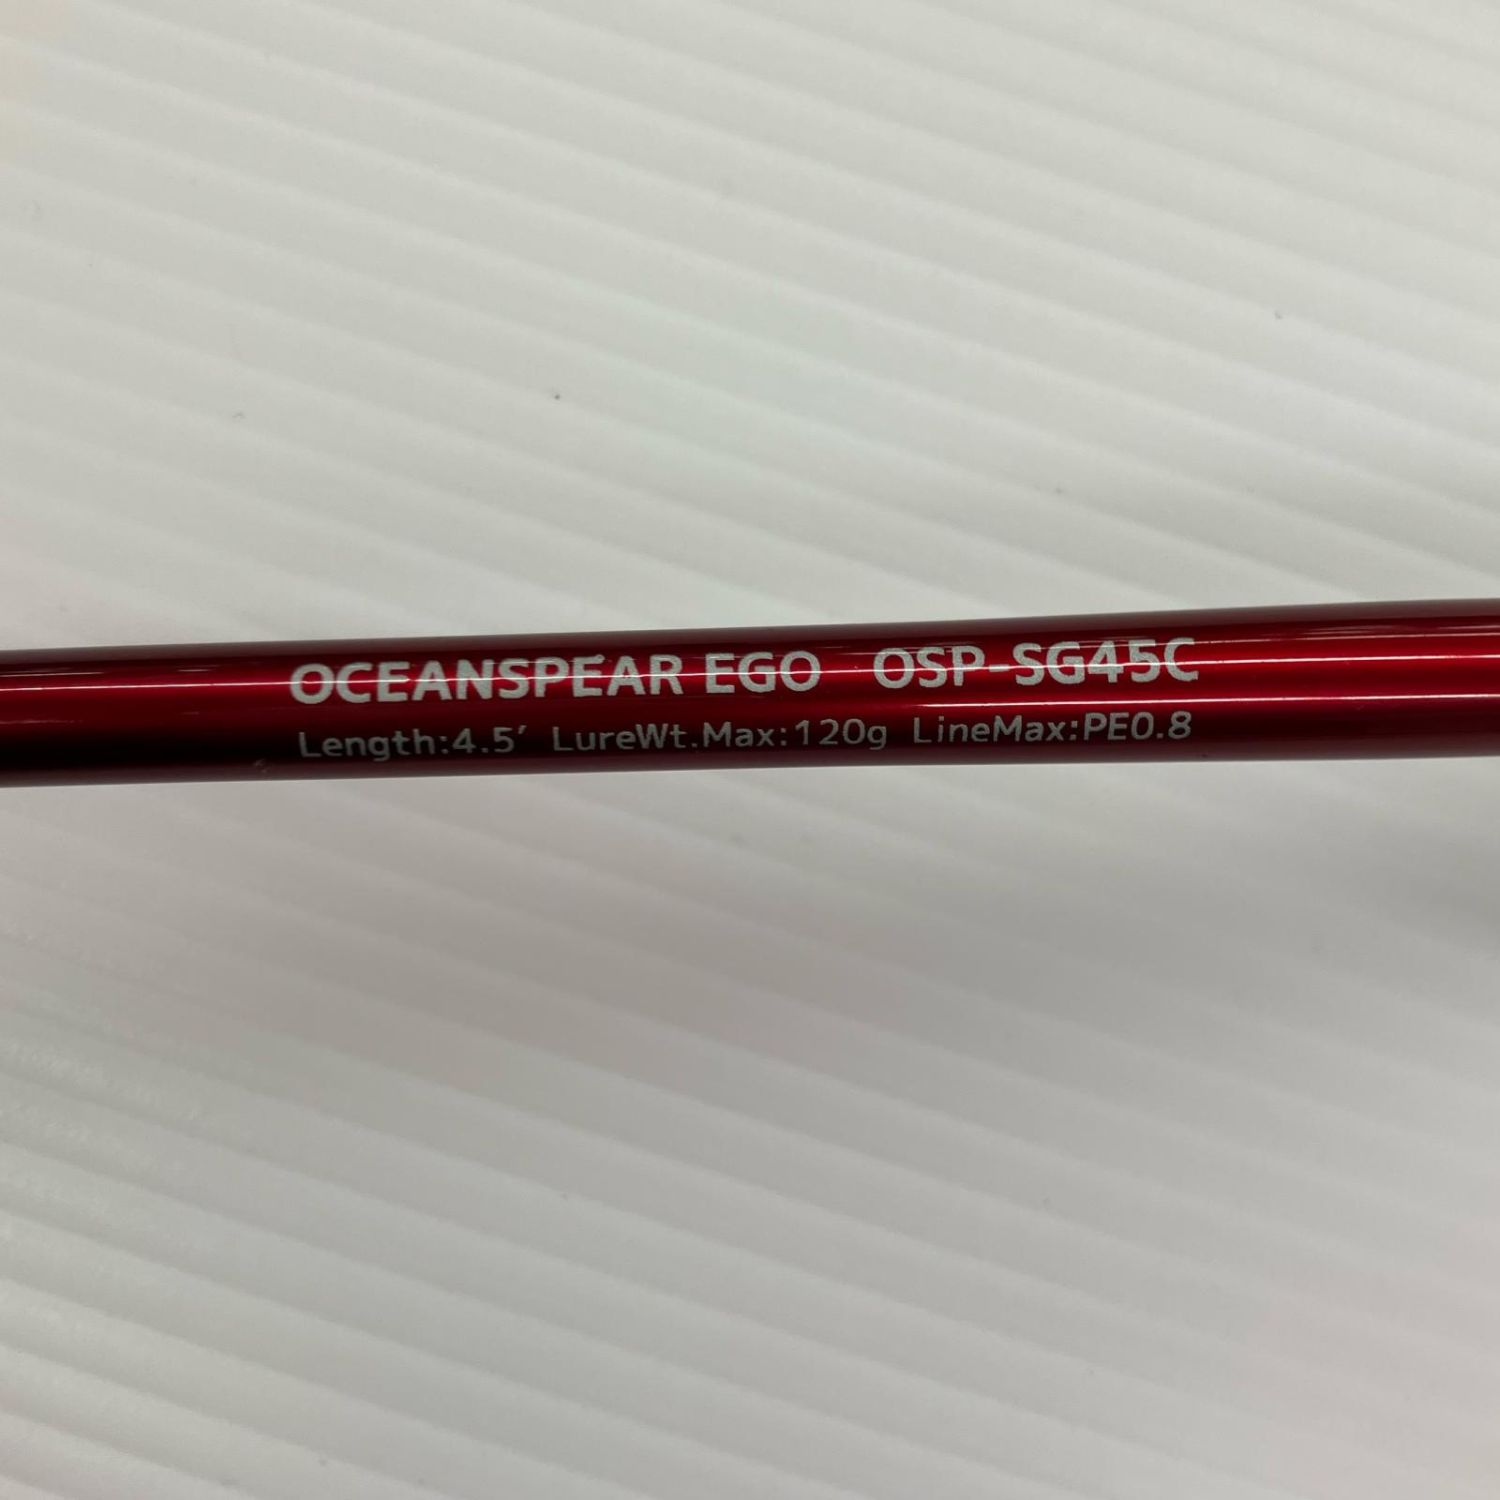 OCEANSPEAR EGO OSP-SG45C
Length:4.5′ LureWt.Max:120g LineMax:PE0.8